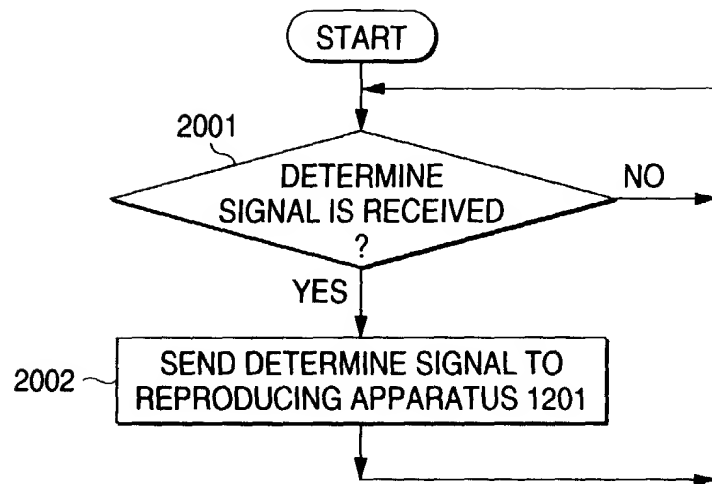 START
2001
DETERMINE
SIGNAL IS RECEIVED
?
NO
YES
2002
SEND DETERMINE SIGNAL TO
REPRODUCING APPARATUS 1201